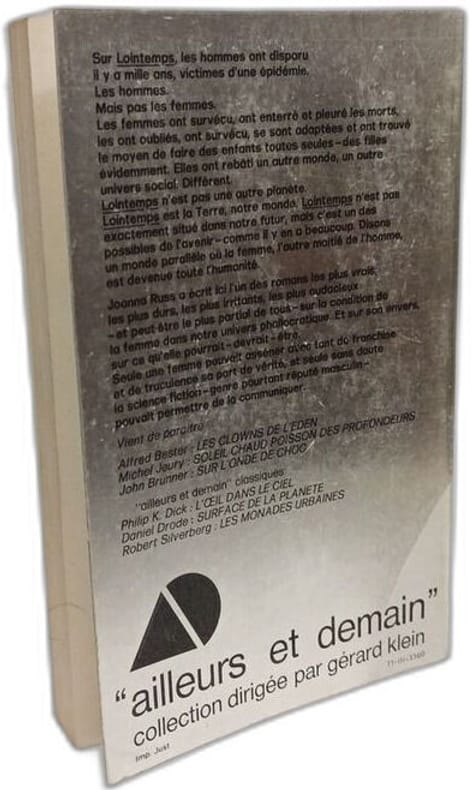 Sur Lointemps, les hommes ont disparu
il y a mille ans, victimes d'une épidémie.
Les hommes.
Mais pas les femmes.
Les femmes ont survécu, ont enterré et pleuré les morts,
les ont oubliés, ont survécu, se sont adaptées et ont trouvé
le moyen de faire des enfants toutes seules – des filles
évidemment. Elles ont rebâti un autre monde, un autre
univers social. Différent.
Lointemps n'est pas une autre planète.
Lointemps est la Terre, notre monde. Lointemps n'est pas
exactement situé dans notre futur, mais c'est un des
possibles de l'avenir – comme il y en a beaucoup. Disons
un monde parallèle où la femme, l'autre moitié de l'homme,
est devenue toute l'humanité.
Joanna Russ a écrit ici l'un des romans les plus vrais,
les plus durs, les plus irritants, les plus audacieux
– et peut-être le plus partial de tous – sur la condition de
la femme dans notre univers phallocratique. Et sur son envers,
sur ce qu'elle pourrait – devrait – être.
Seule une femme pouvait asséner avec tant de franchise
et de truculence sa part de vérité, et seule sans doute
la science fiction – genre pourtant réputé masculin –
pouvait permettre de la communiquer.
Vient de paraître
Alfred Bester : LES CLOWNS DE L'EDEN
Michel Jeury : SOLEIL CHAUD POISSON DES PROFONDEURS
John Brunner : SUR L'ONDE DE CHOC
"ailleurs et demain" classiques
Philip K. Dick : L'ŒIL DANS LE CIEL
Daniel Drode : SURFACE DE LA PLANETE
Robert Silverberg : LES MONADES URBAINES
"ailleurs et demain"
collection dirigée par gérard klein
Imp. Just